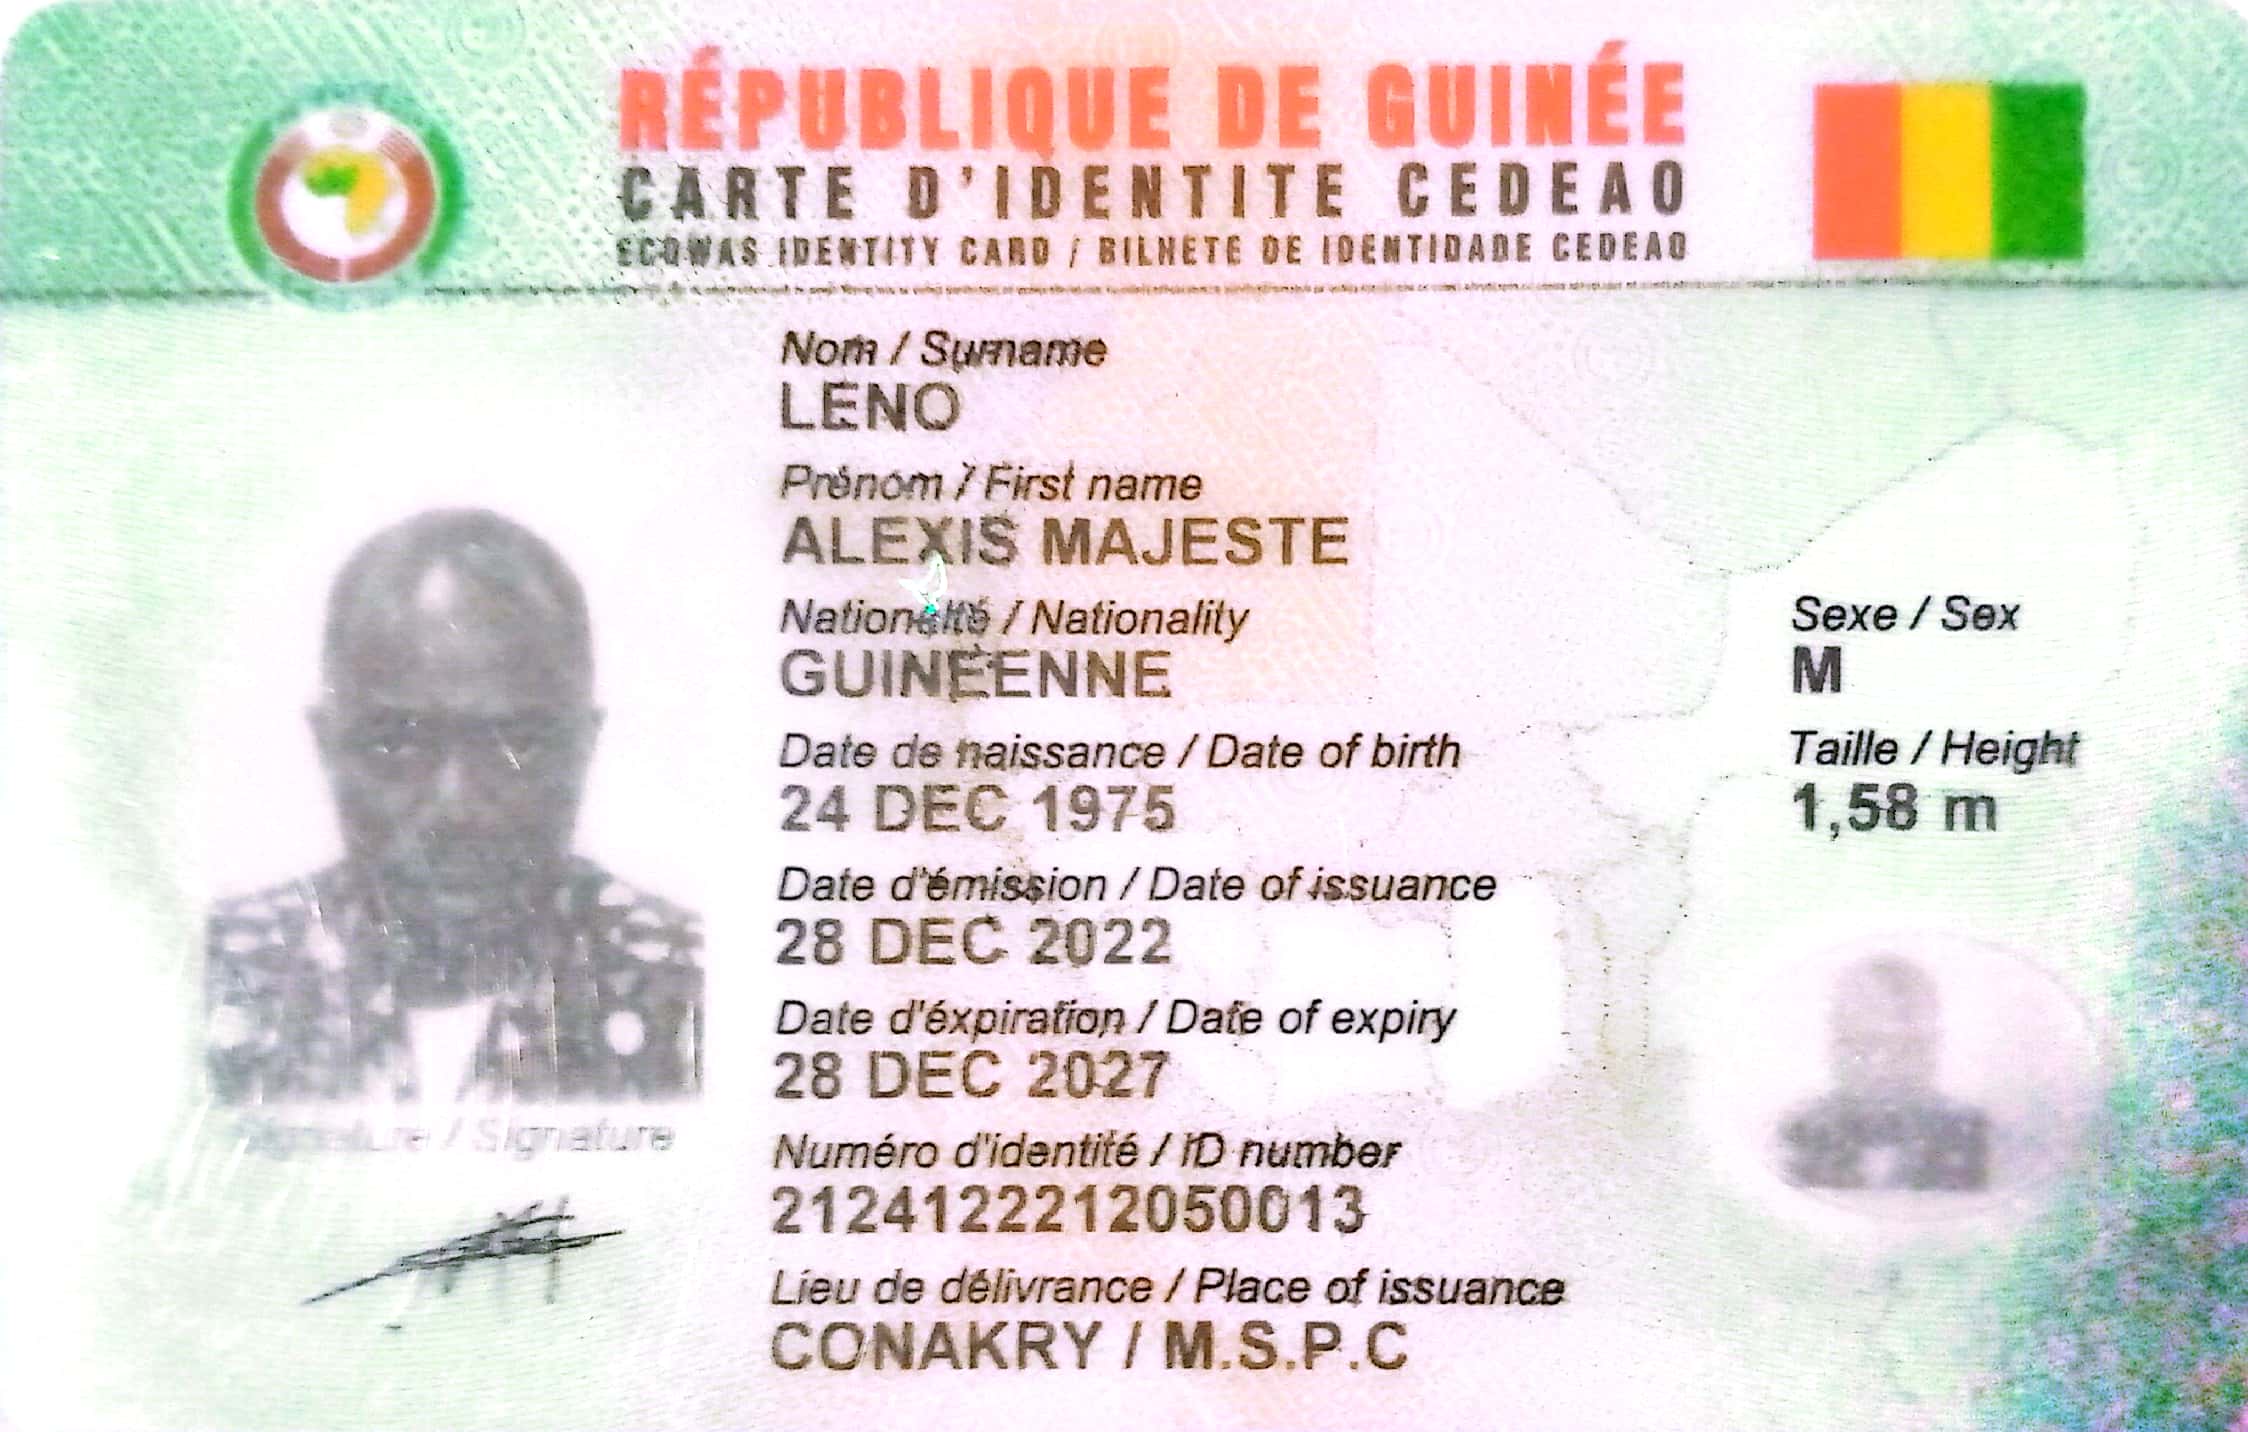 RÉPUBLIQUE DE GUINÉE
CARTE D'IDENTITE CEDEAO
ECOWAS IDENTITY CARD / BILHETE DE IDENTIDADE CEDEAO
Nom / Surname
LENO
Prénom / First name
ALEXIS MAJESTE
Nationalité / Nationality
GUINÉENNE
Sexe / Sex
M
Date de naissance / Date of birth
24 DEC 1975
Taille / Height
1,58 m
Date d'émission / Date of issuance
28 DEC 2022
Date d'éxpiration / Date of expiry
28 DEC 2027
Signature / Signature
Numéro d'identité / ID number
2124122212050013
Lieu de délivrance / Place of issuance
CONAKRY / M.S.P.C